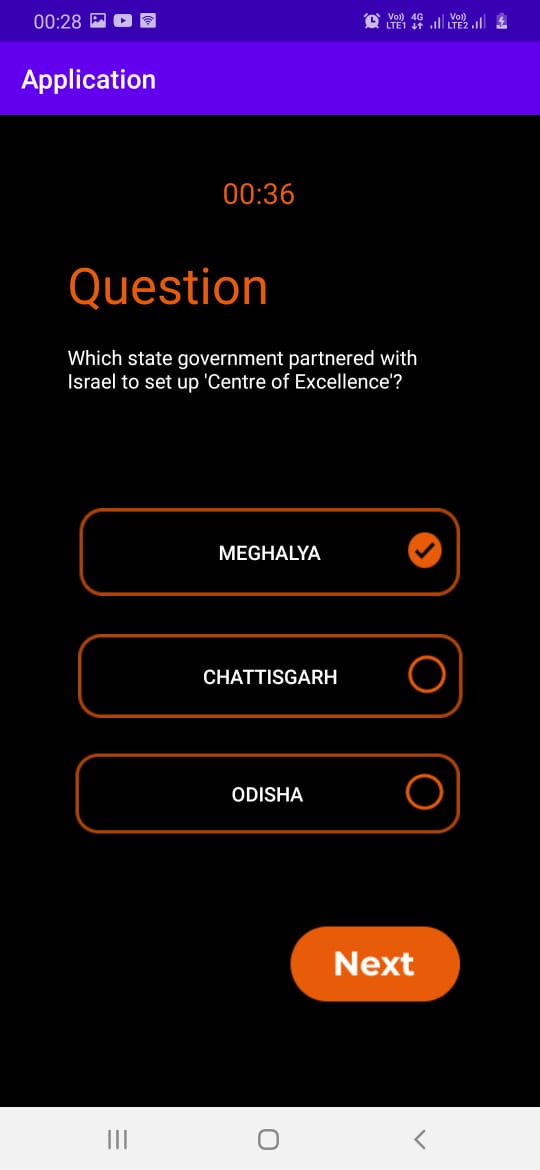 00:28
Vo)) 4G Vo))
LTE1 LTE2
Application
00:36
Question
Which state government partnered with
Israel to set up 'Centre of Excellence'?
MEGHALYA
CHATTISGARH
ODISHA
Next